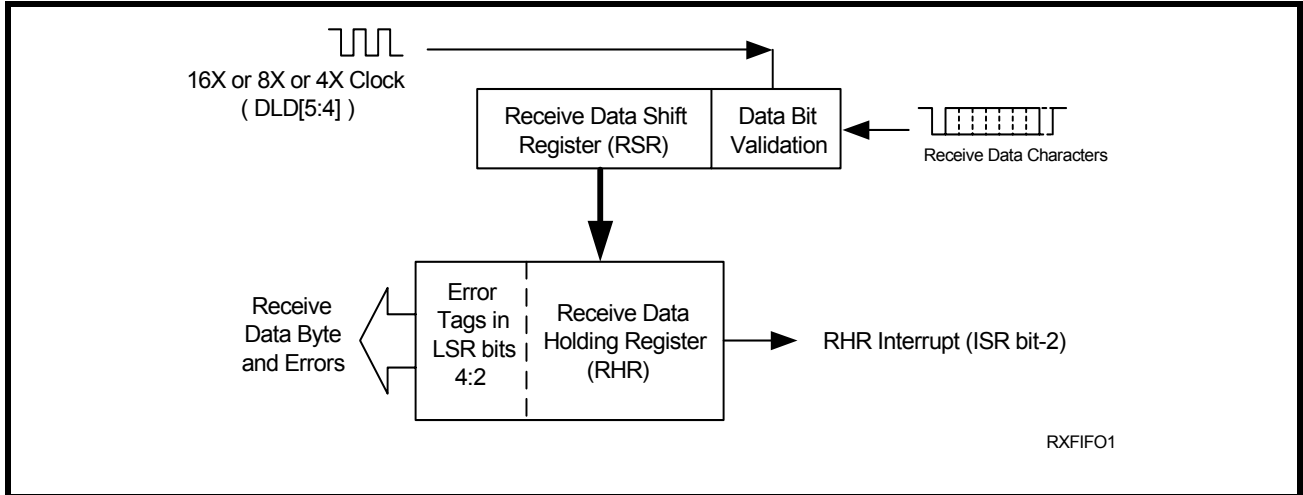 16X or 8X or 4X Clock
( DLD[5:4] )
Receive Data Shift
Register (RSR)
Data Bit
Validation
Receive Data Characters
Receive
Data Byte
and Errors
Error
Tags in
LSR bits
4:2
Receive Data
Holding Register
(RHR)
RHR Interrupt (ISR bit-2)
RXFIFO1